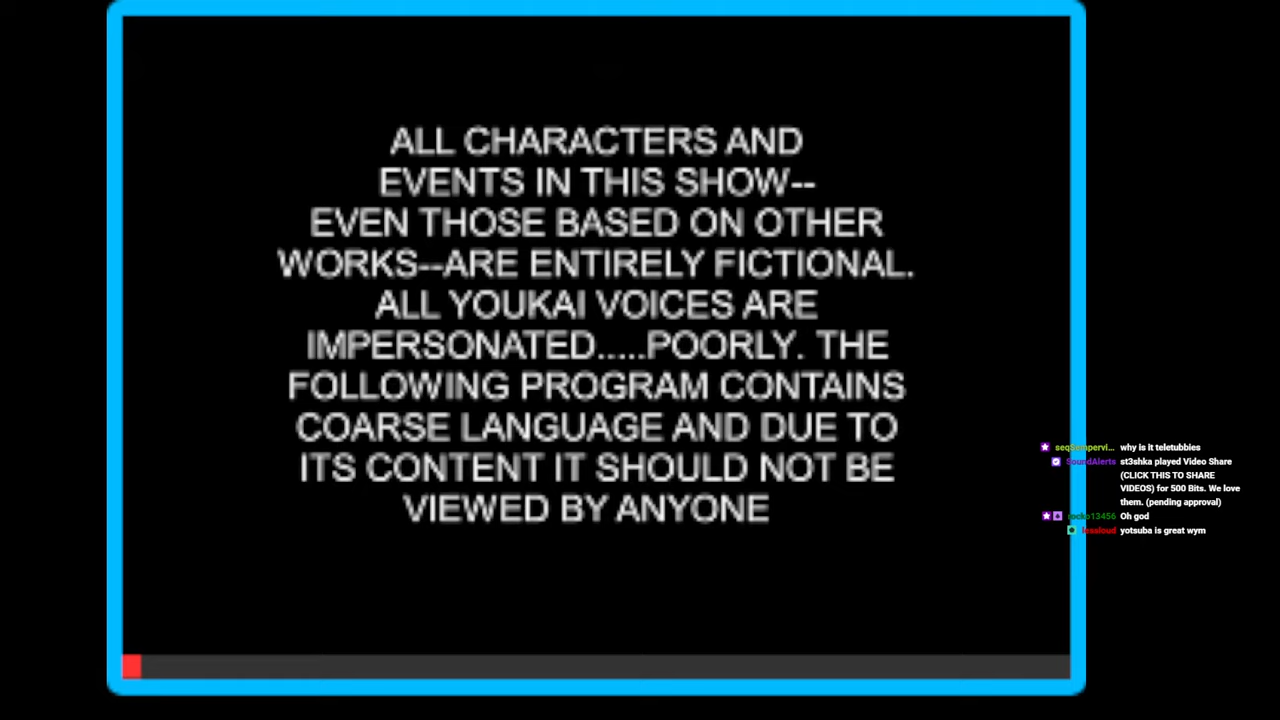 ALL CHARACTERS AND
EVENTS IN THIS SHOW--
EVEN THOSE BASED ON OTHER
WORKS--ARE ENTIRELY FICTIONAL.
ALL YOUKAI VOICES ARE
IMPERSONATED.....POORLY. THE
FOLLOWING PROGRAM CONTAINS
COARSE LANGUAGE AND DUE TO
ITS CONTENT IT SHOULD NOT BE
VIEWED BY ANYONE
why is it teletubbies
SoundAlerts st3shka played Video Share
(CLICK THIS TO SHARE
VIDEOS) for 500 Bits. We love
them. (pending approval)
Oh god
yotsuba is great wym